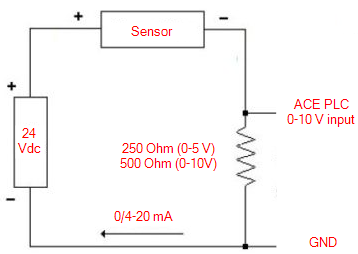 + Sensor −
+
24
Vdc
−
ACE PLC
0-10 V input
250 Ohm (0-5 V)
500 Ohm (0-10V)
0/4-20 mA
GND